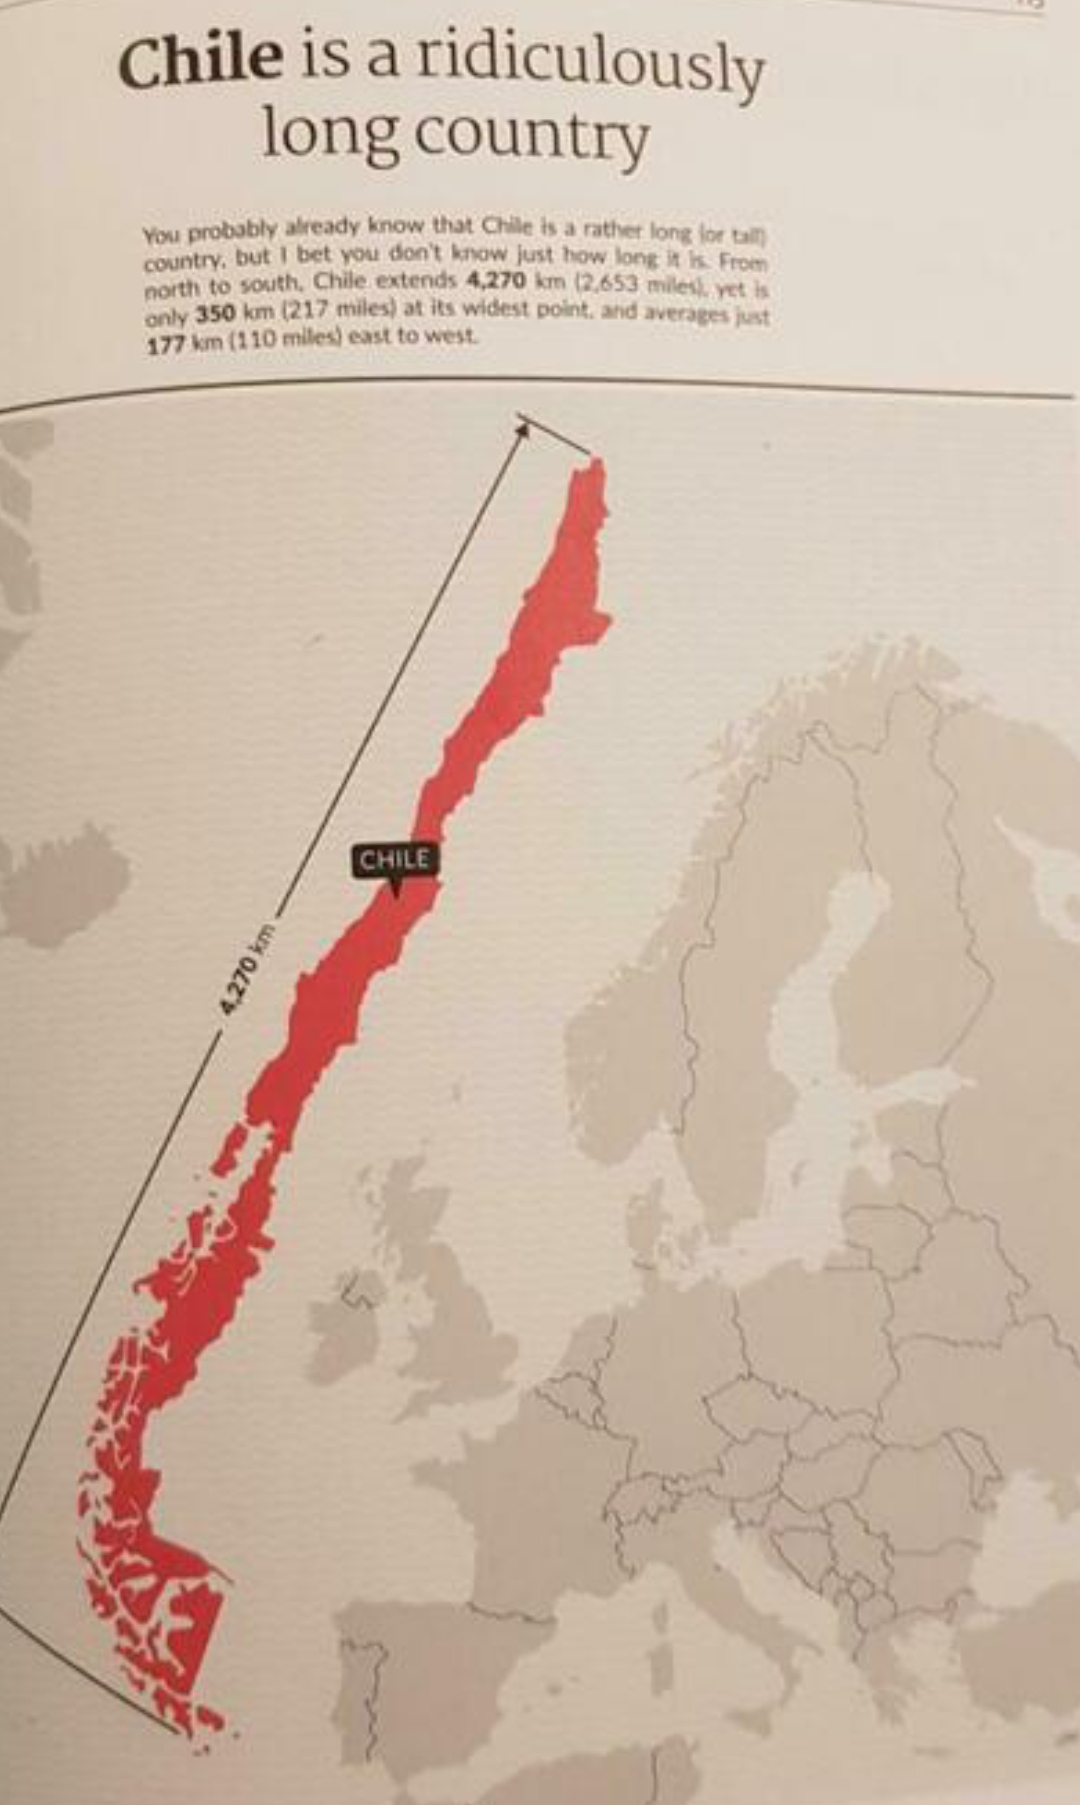 Chile is a ridiculously
long country
You probably already know that Chile is a rather long (or tall)
country, but I bet you don't know just how long it is. From
north to south, Chile extends 4,270 km (2,653 miles), yet is
only 350 km (217 miles) at its widest point, and averages just
177 km (110 miles) east to west.
CHILE
4,270 km